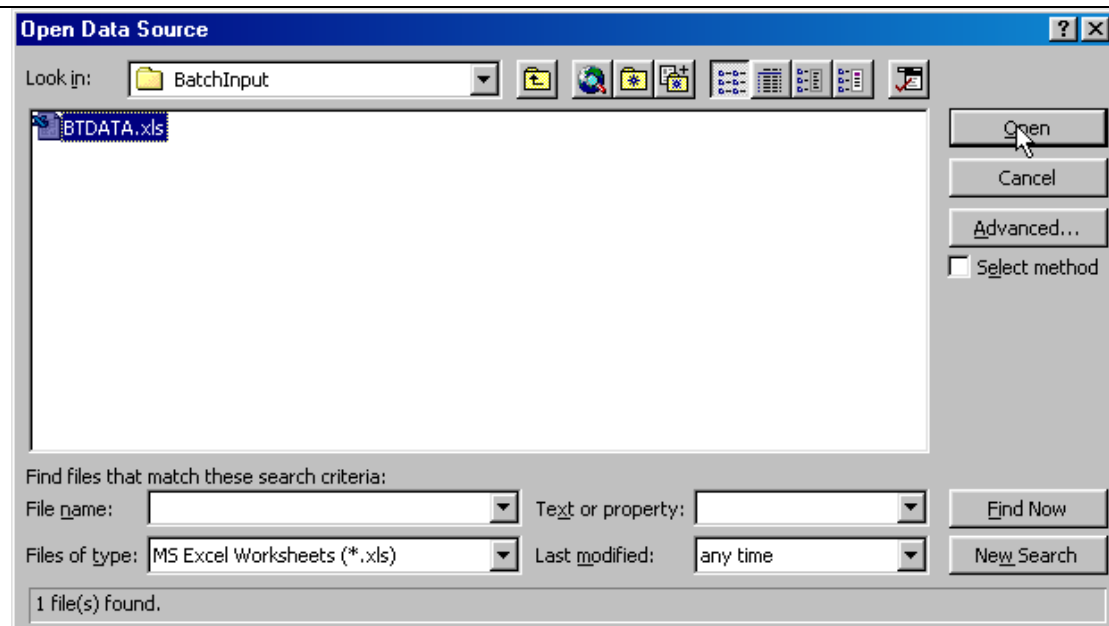 Open Data Source
Look in: BatchInput
BTDATA.xls
Open
Cancel
Advanced...
Select method
Find files that match these search criteria:
File name: Text or property: Find Now
Files of type: MS Excel Worksheets (*.xls) Last modified: any time New Search
1 file(s) found.